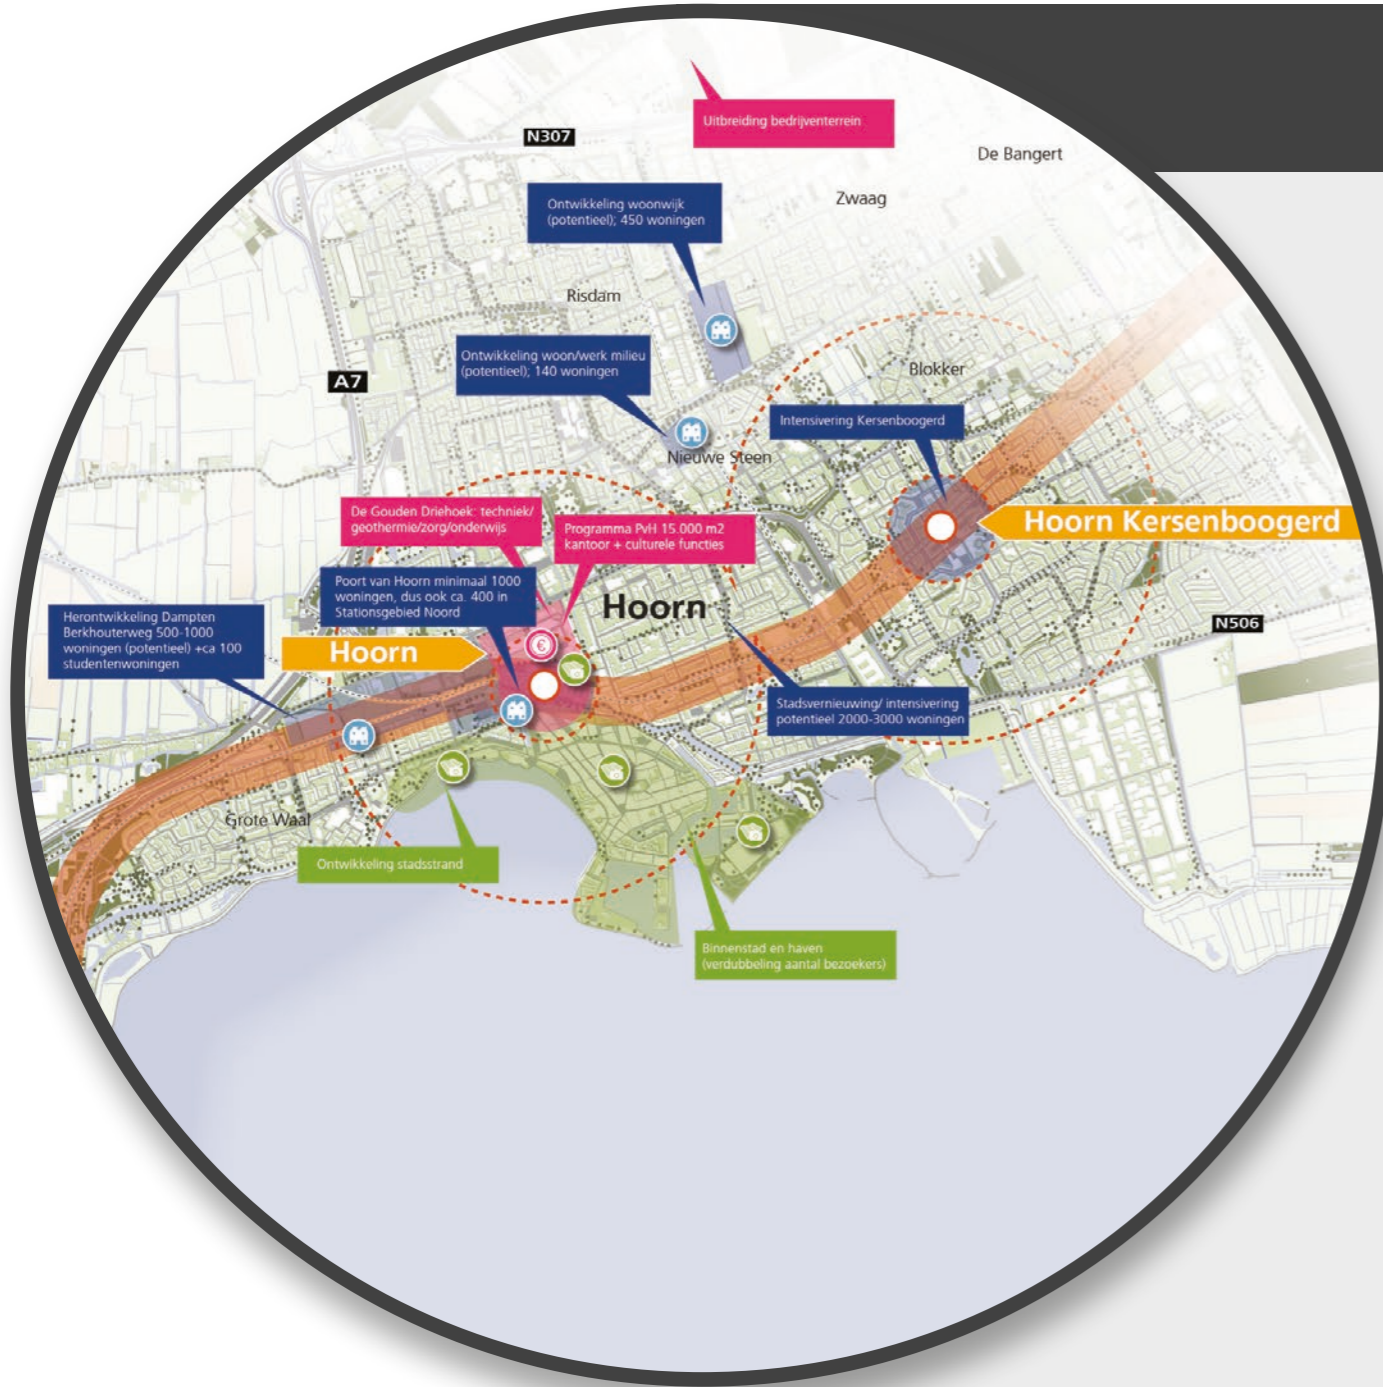 Uitbreiding bedrijventerrein
N307
De Bangert
Zwaag
Ontwikkeling woonwijk
(potentieel); 450 woningen
Risdam
Ontwikkeling woon/werk milieu
(potentieel); 140 woningen
A7
Blokker
Intensivering Kersenboogerd
Nieuwe Steen
De Gouden Driehoek: techniek/
geothermie/zorg/onderwijs
Programma PvH 15.000 m2
kantoor + culturele functies
Hoorn Kersenboogerd
Poort van Hoorn minimaal 1000
woningen, dus ook ca. 400 in
Stationsgebied Noord
Hoorn
Herontwikkeling Dampten
Berkhouterweg 500-1000
woningen (potentieel) +ca 100
studentenwoningen
Hoorn
€
N506
Stadsvernieuwing/ intensivering
potentieel 2000-3000 woningen
Grote Waal
Ontwikkeling stadsstrand
Binnenstad en haven
(verdubbeling aantal bezoekers)